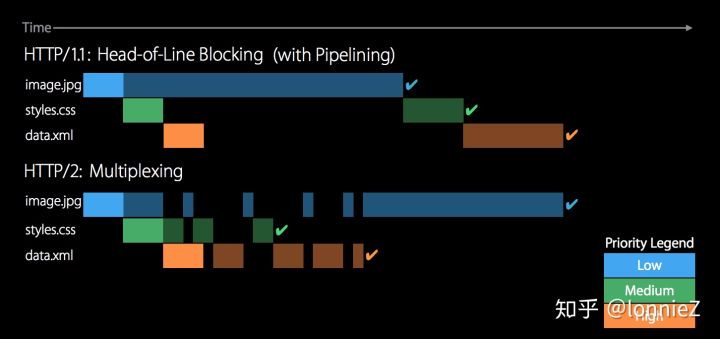 Time
HTTP/1.1: Head-of-Line Blocking (with Pipelining)
image.jpg
styles.css
data.xml
HTTP/2: Multiplexing
image.jpg
styles.css
data.xml
Priority Legend
Low
Medium
High
知乎 @lonnieZ